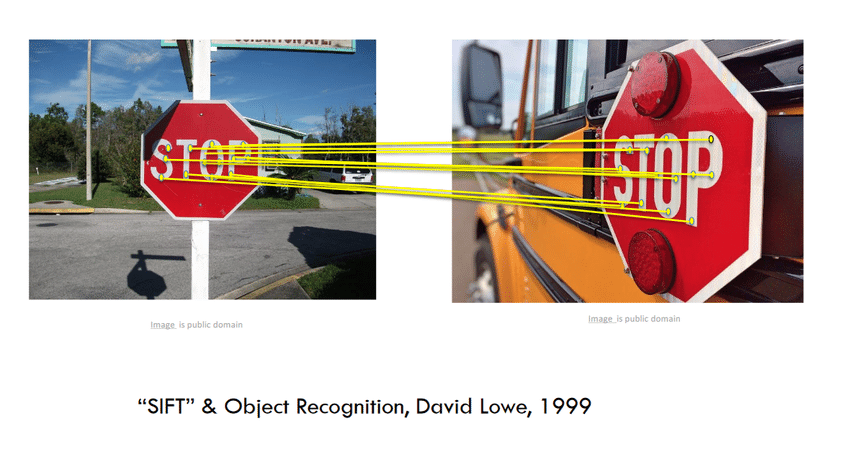 STOP
STOP
Image is public domain
Image is public domain
“SIFT” & Object Recognition, David Lowe, 1999